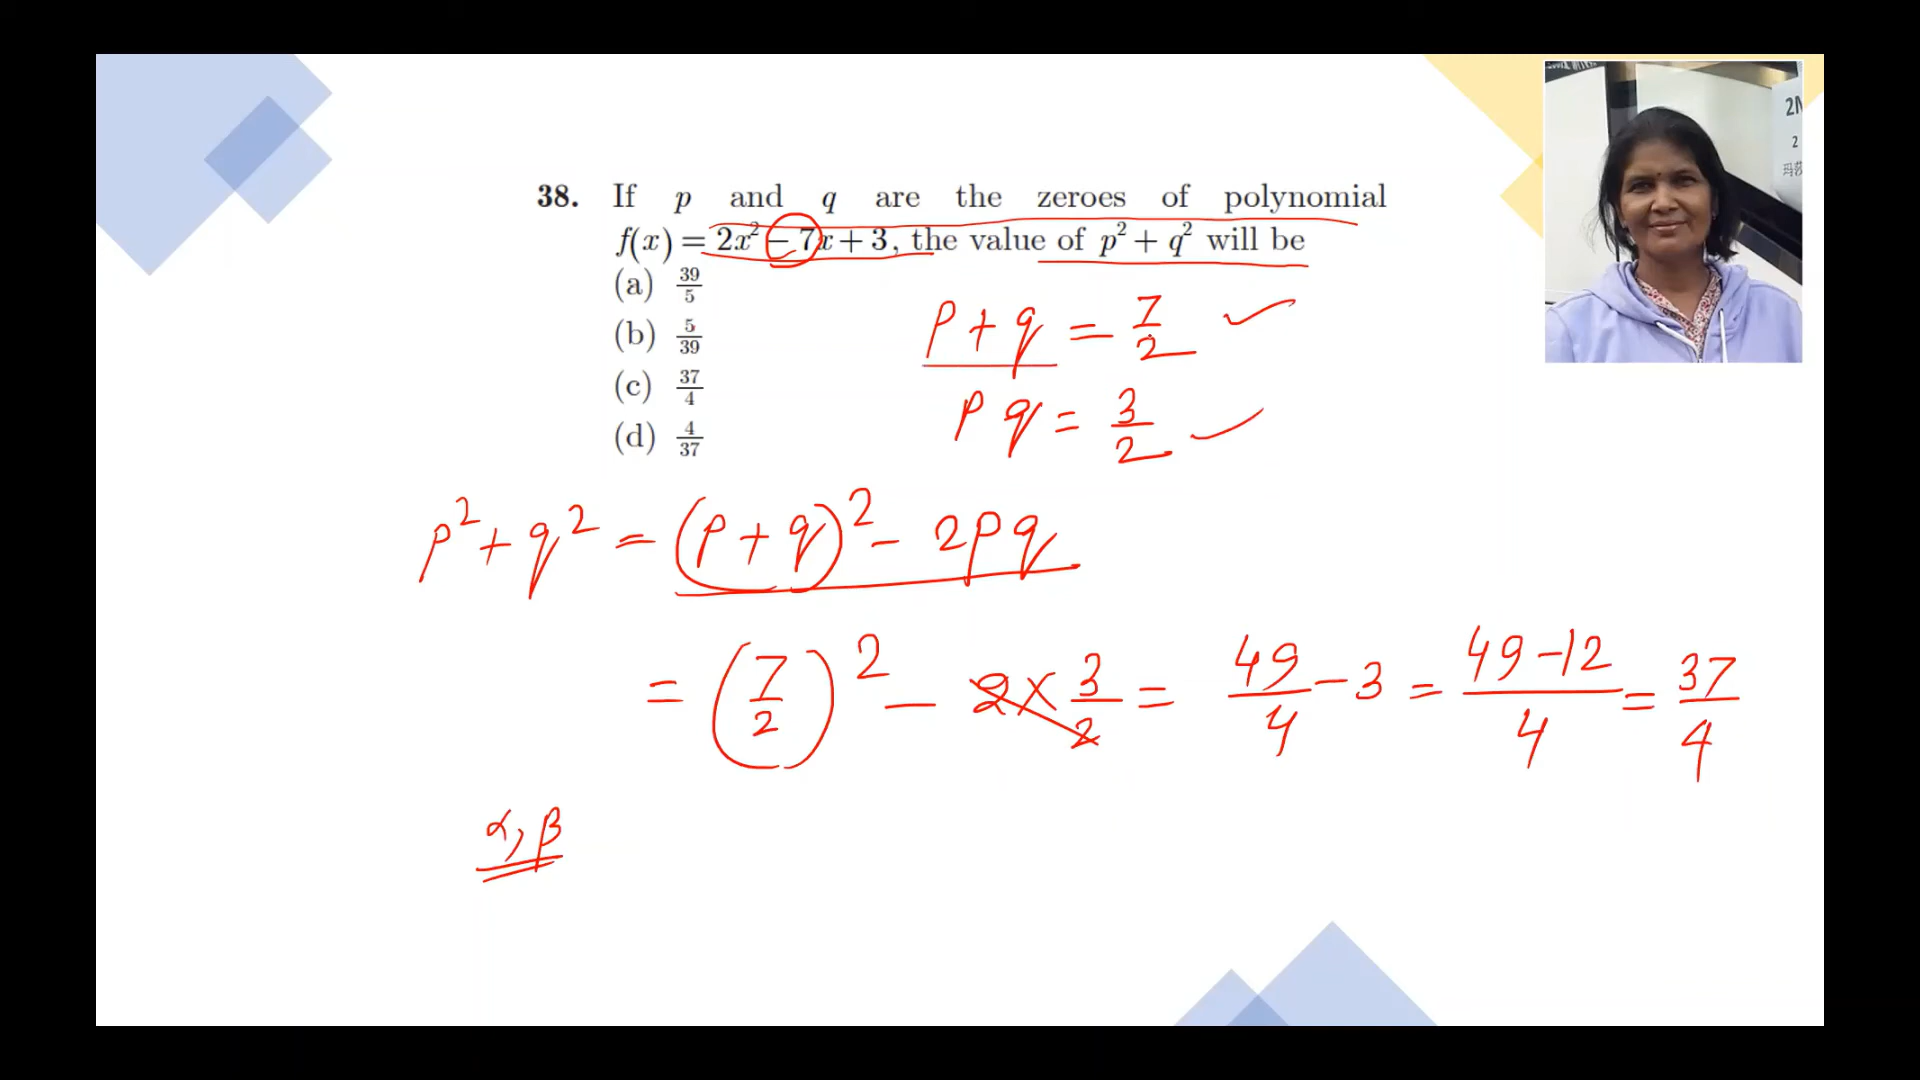 38. If p and q are the zeroes of polynomial
f(x) = 2x² − 7x + 3, the value of p² + q² will be
(a) 39/5
(b) 5/39
(c) 37/4
(d) 4/37
p + q = 7/2
pq = 3/2
p² + q² = (p + q)² − 2pq
= (7/2)² − 2 × 3/2 = 49/4 − 3 = 49−12/4 = 37/4
α, β
2